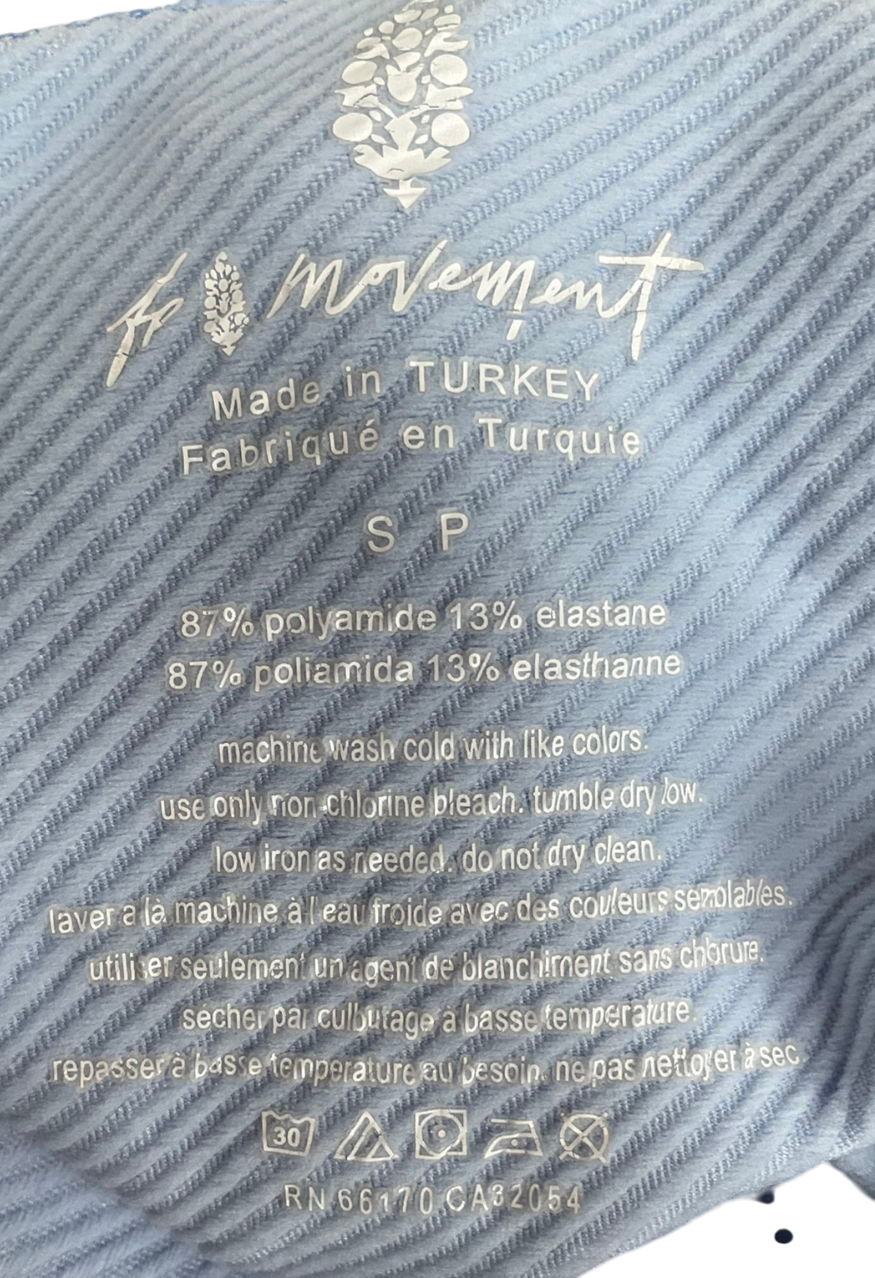 fp movement
Made in TURKEY
Fabriqué en Turquie
S P
87% polyamide 13% elastane
87% poliamida 13% elasthanne
machine wash cold with like colors.
use only non-chlorine bleach. tumble dry low.
low iron as needed. do not dry clean.
laver a là machine à l'eau froide avec des couleurs semblables.
utiliser seulement un agent de blanchiment sans chlorure.
sécher par culbutage à basse temperature.
repasser à basse temperature au besoin. ne pas nettoyer à sec.
30
RN 66170 CA32054